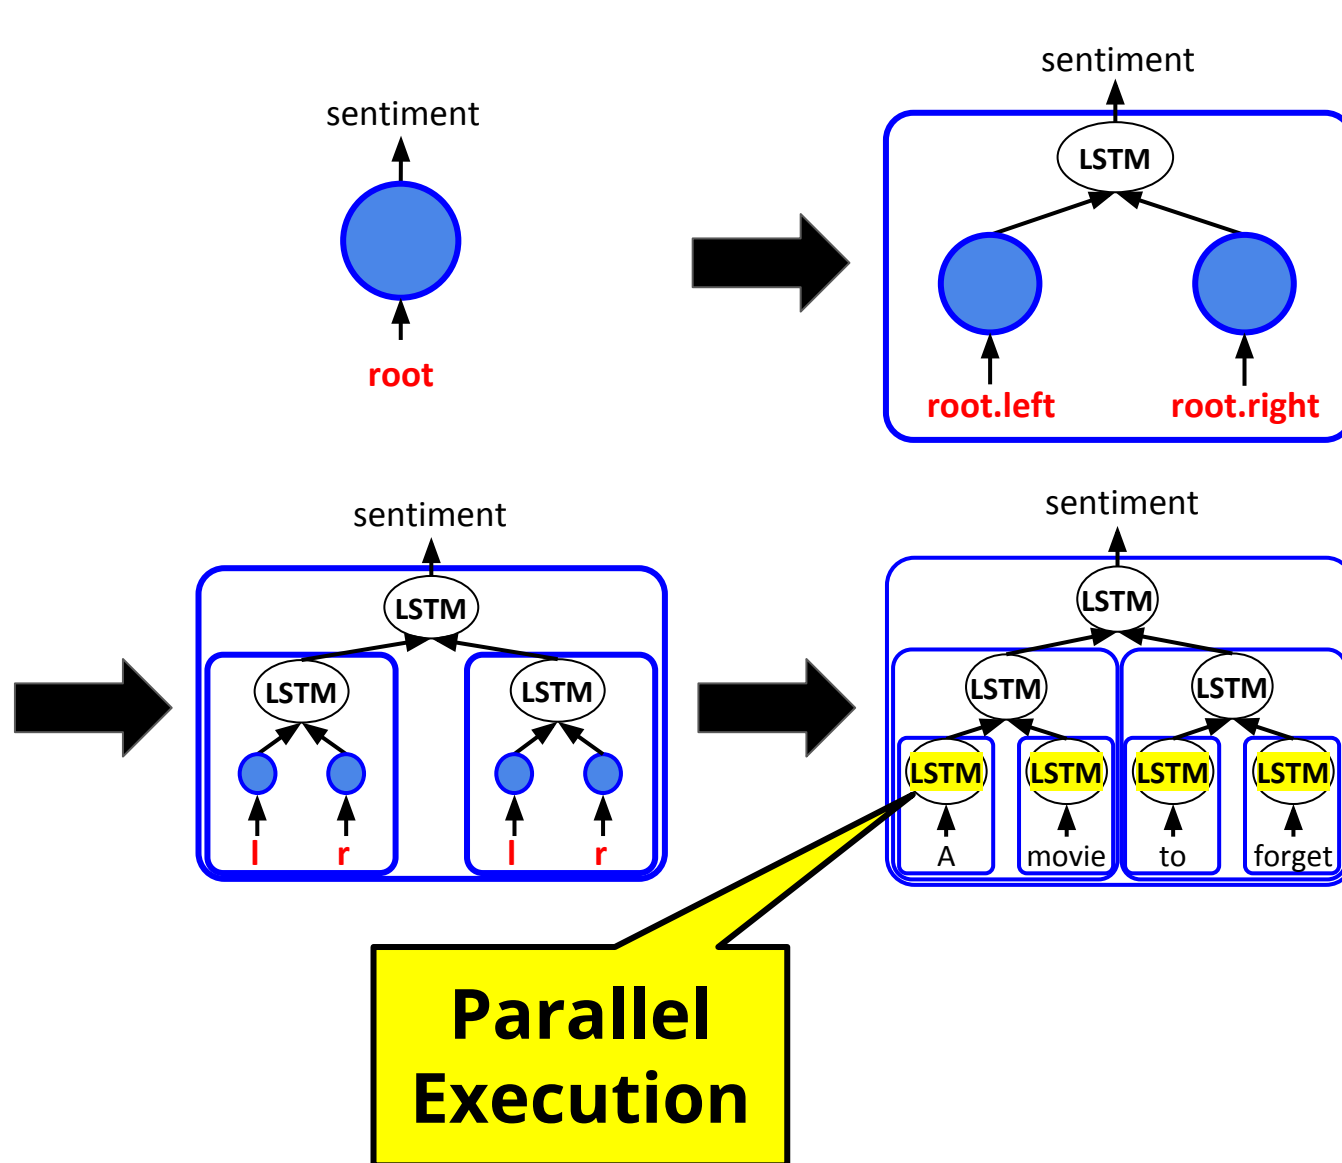 sentiment
root
sentiment
LSTM
root.left root.right
sentiment
LSTM
LSTM LSTM
l r l r
sentiment
LSTM
LSTM LSTM
LSTM LSTM LSTM LSTM
A movie to forget
Parallel
Execution